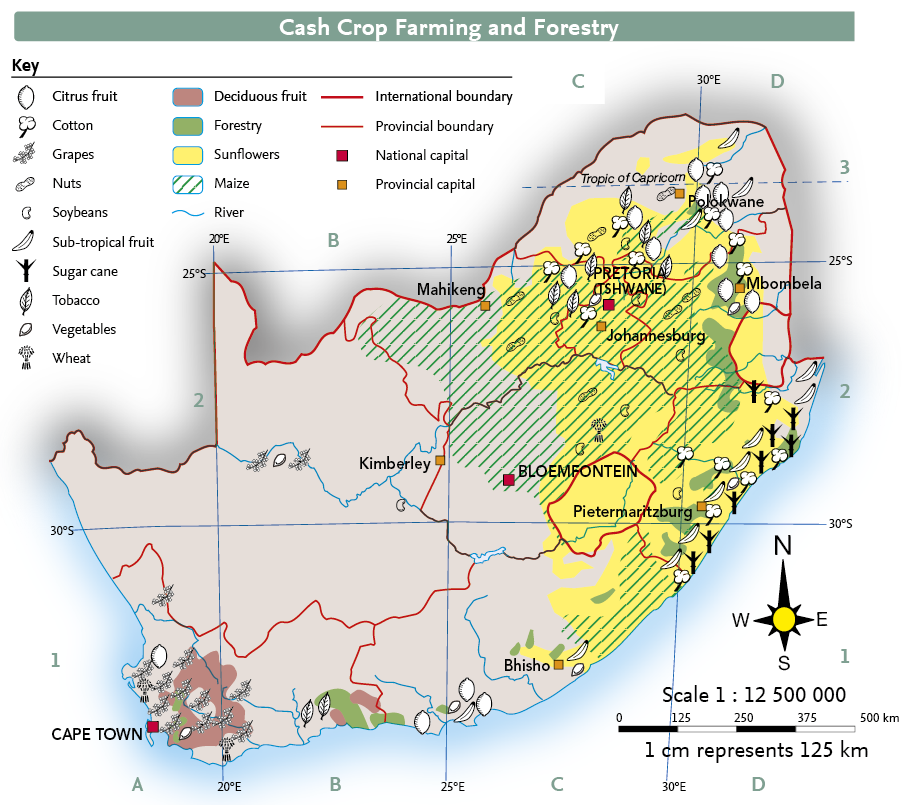 Cash Crop Farming and Forestry
Key
Citrus fruit
Cotton
Grapes
Nuts
Soybeans
Sub-tropical fruit
Sugar cane
Tobacco
Vegetables
Wheat
Deciduous fruit
Forestry
Sunflowers
Maize
River
International boundary
Provincial boundary
National capital
Provincial capital
C
D
30°E
3
Tropic of Capricorn
Polokwane
20°E
B
25°E
25°S
25°S
PRETORIA
(TSHWANE)
Mahikeng
Mbombela
Johannesburg
2
2
Kimberley
BLOEMFONTEIN
Pietermaritzburg
30°S
30°S
N
W
E
S
1
1
Bhisho
Scale 1 : 12 500 000
0 125 250 375 500 km
1 cm represents 125 km
CAPE TOWN
A
20°E
B
25°E
C
30°E
D